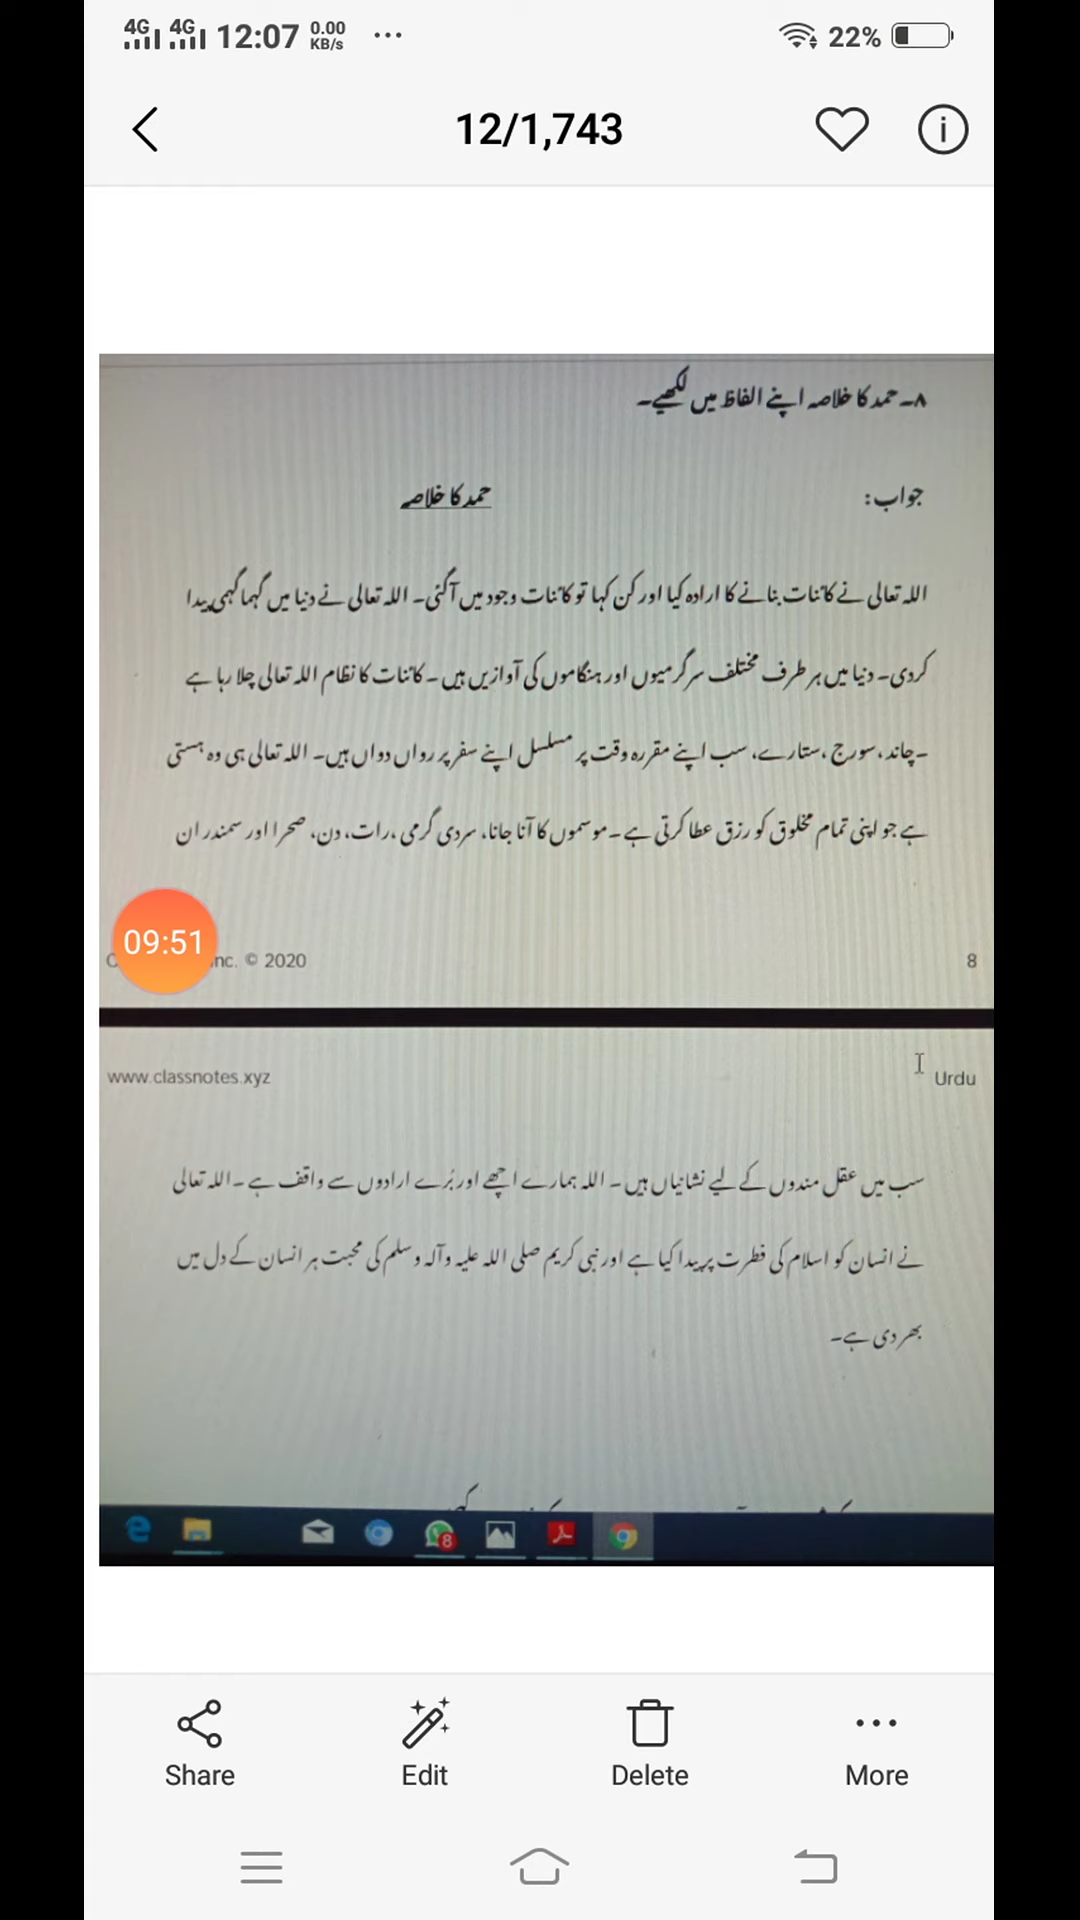 4G 4G 12:07 0.00 KB/s ... 22%
12/1,743
۸۔ حمد کا خلاصہ اپنے الفاظ میں لکھیے۔
جواب: حمد کا خلاصہ
اللہ تعالی نے کائنات بنانے کا ارادہ کیا اور کن کہا تو کائنات وجود میں آگئی۔ اللہ تعالی نے دنیا میں گہما گہمی پیدا
کردی۔ دنیا میں ہر طرف مختلف سرگرمیوں اور ہنگاموں کی آوازیں ہیں۔ کائنات کا نظام اللہ تعالی چلا رہا ہے
۔چاند، سورج، ستارے، سب اپنے مقررہ وقت پر مسلسل اپنے سفر پر رواں دواں ہیں۔ اللہ تعالی ہی وہ ہستی
ہے جو اپنی تمام مخلوق کو رزق عطا کرتی ہے۔ موسموں کا آنا جانا، سردی گرمی، رات، دن، صحرا اور سمندر ان
09:51
nc. © 2020 8
www.classnotes.xyz Urdu
سب میں عقل مندوں کے لیے نشانیاں ہیں۔ اللہ ہمارے اچھے اور بُرے ارادوں سے واقف ہے۔ اللہ تعالی
نے انسان کو اسلام کی فطرت پر پیدا کیا ہے اور نبی کریم صلی اللہ علیہ وآلہ وسلم کی محبت ہر انسان کے دل میں
بھر دی ہے۔
8
Share Edit Delete More